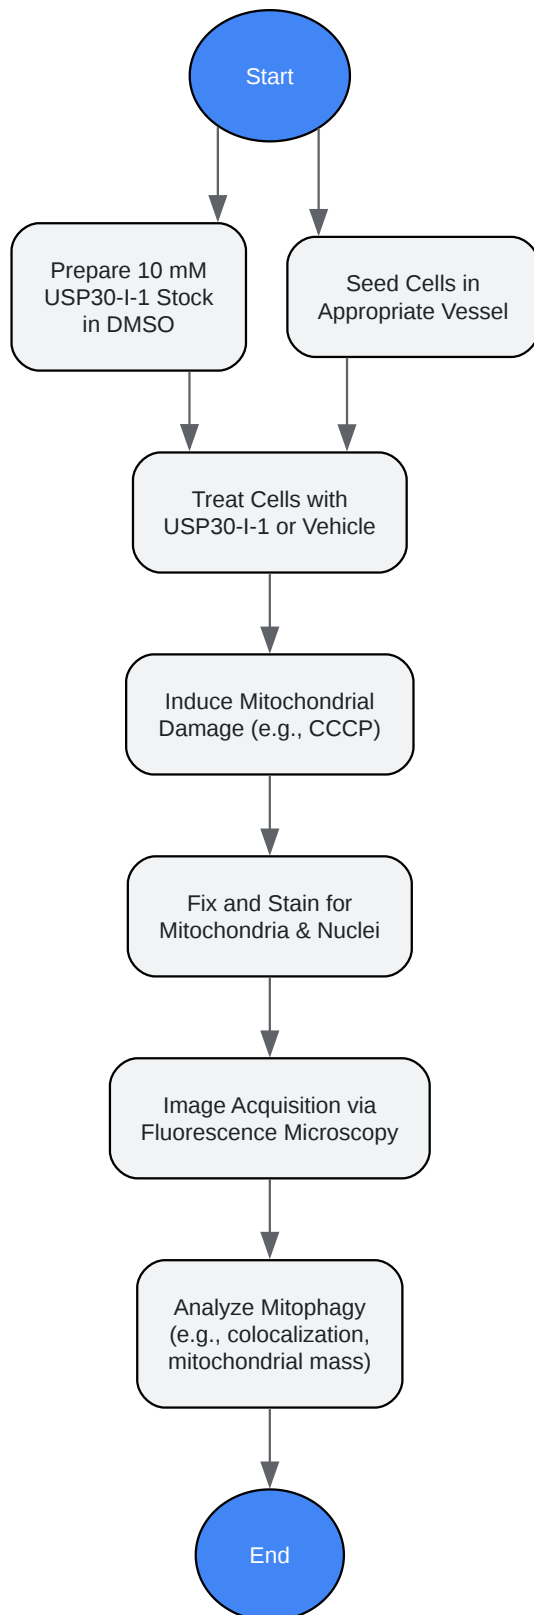 Start
Prepare 10 mM
USP30-I-1 Stock
in DMSO
Seed Cells in
Appropriate Vessel
Treat Cells with
USP30-I-1 or Vehicle
Induce Mitochondrial
Damage (e.g., CCCP)
Fix and Stain for
Mitochondria & Nuclei
Image Acquisition via
Fluorescence Microscopy
Analyze Mitophagy
(e.g., colocalization,
mitochondrial mass)
End